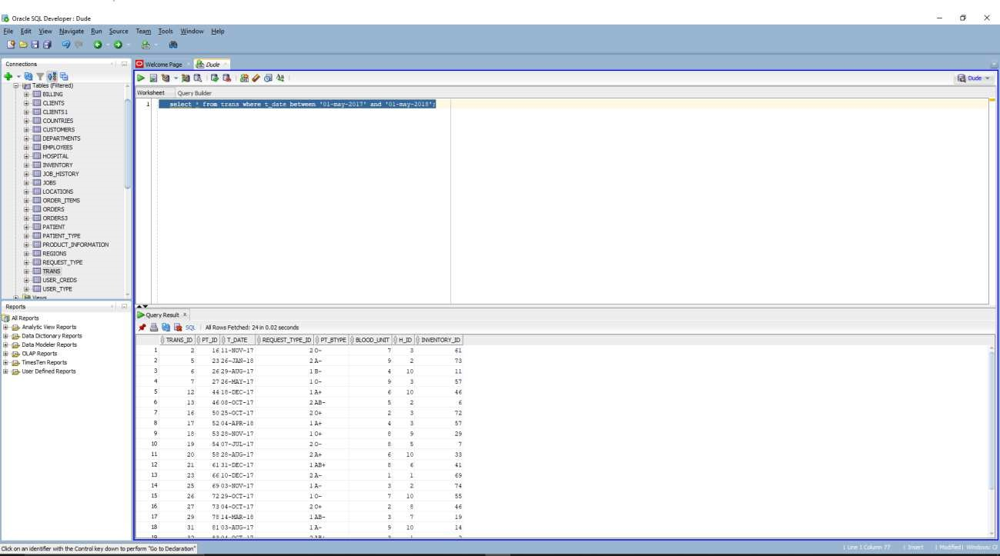 Oracle SQL Developer : Dude
File Edit View Navigate Run Source Team Tools Window Help
Connections
Tables (Filtered)
BILLING
CLIENTS
CLIENTS1
COUNTRIES
CUSTOMERS
DEPARTMENTS
EMPLOYEES
HOSPITAL
INVENTORY
JOB_HISTORY
JOBS
LOCATIONS
ORDER_ITEMS
ORDERS
ORDERS3
PATIENT
PATIENT_TYPE
PRODUCT_INFORMATION
REGIONS
REQUEST_TYPE
TRANS
USER_CREDS
USER_TYPE
Views
Reports
All Reports
Analytic View Reports
Data Dictionary Reports
Data Modeler Reports
OLAP Reports
TimesTen Reports
User Defined Reports
Welcome Page Dude
Dude
Worksheet Query Builder
1 select * from trans where t_date between '01-may-2017' and '01-may-2018';
Query Result
SQL All Rows Fetched: 24 in 0.02 seconds
TRANS_ID PT_ID T_DATE REQUEST_TYPE_ID PT_BTYPE BLOOD_UNIT H_ID INVENTORY_ID
1 2 16 11-NOV-17 2 O- 7 3 61
2 5 23 26-JAN-18 2 A- 9 2 73
3 6 26 29-AUG-17 1 B- 4 10 11
4 7 27 26-MAY-17 1 O- 9 3 57
5 12 44 18-DEC-17 1 A+ 6 10 46
6 13 46 08-OCT-17 2 AB- 5 2 6
7 16 50 25-OCT-17 2 O+ 2 3 72
8 17 52 04-APR-18 1 A+ 4 3 57
9 18 53 28-NOV-17 1 O+ 8 9 29
10 19 54 07-JUL-17 2 O- 8 5 7
11 20 58 28-AUG-17 2 A+ 6 10 33
12 21 61 31-DEC-17 1 AB+ 8 6 41
13 23 66 10-DEC-17 2 A- 1 1 69
14 25 69 03-NOV-17 1 A- 3 2 74
15 26 72 29-OCT-17 1 O- 7 10 55
16 27 73 04-OCT-17 2 O+ 2 8 46
17 29 78 14-MAR-18 1 AB- 3 7 19
18 31 81 03-AUG-17 1 A- 9 10 14
Click on an identifier with the Control key down to perform "Go to Declaration"
Line 1 Column 77 Insert Modified Windows: C